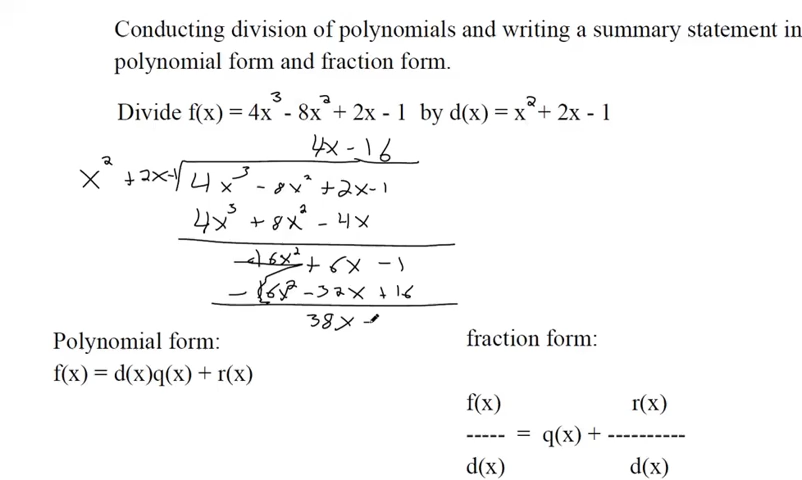 Conducting division of polynomials and writing a summary statement in
polynomial form and fraction form.
Divide f(x) = 4x³ - 8x² + 2x - 1 by d(x) = x² + 2x - 1
4x - 16
x² + 2x - 1 4x³ - 8x² + 2x - 1
4x³ + 8x² - 4x
-16x² + 6x - 1
-16x² - 32x + 16
38x -
Polynomial form:
f(x) = d(x)q(x) + r(x)
fraction form:
f(x) r(x)
----- = q(x) + ----------
d(x) d(x)